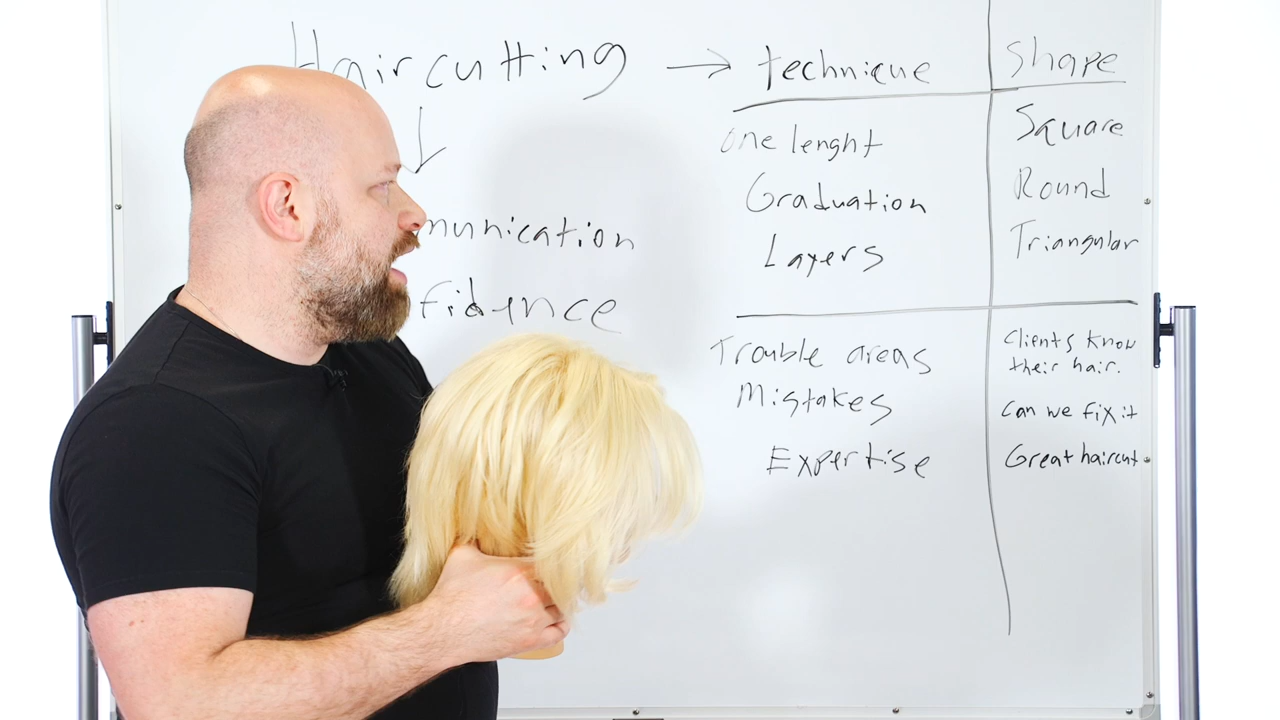 Haircutting → technique
shape
one lenght
Square
Graduation
Round
Layers
Triangular
munication
fidence
Trouble areas
Clients know
their hair.
Mistakes
Can we fix it
Expertise
Great haircut